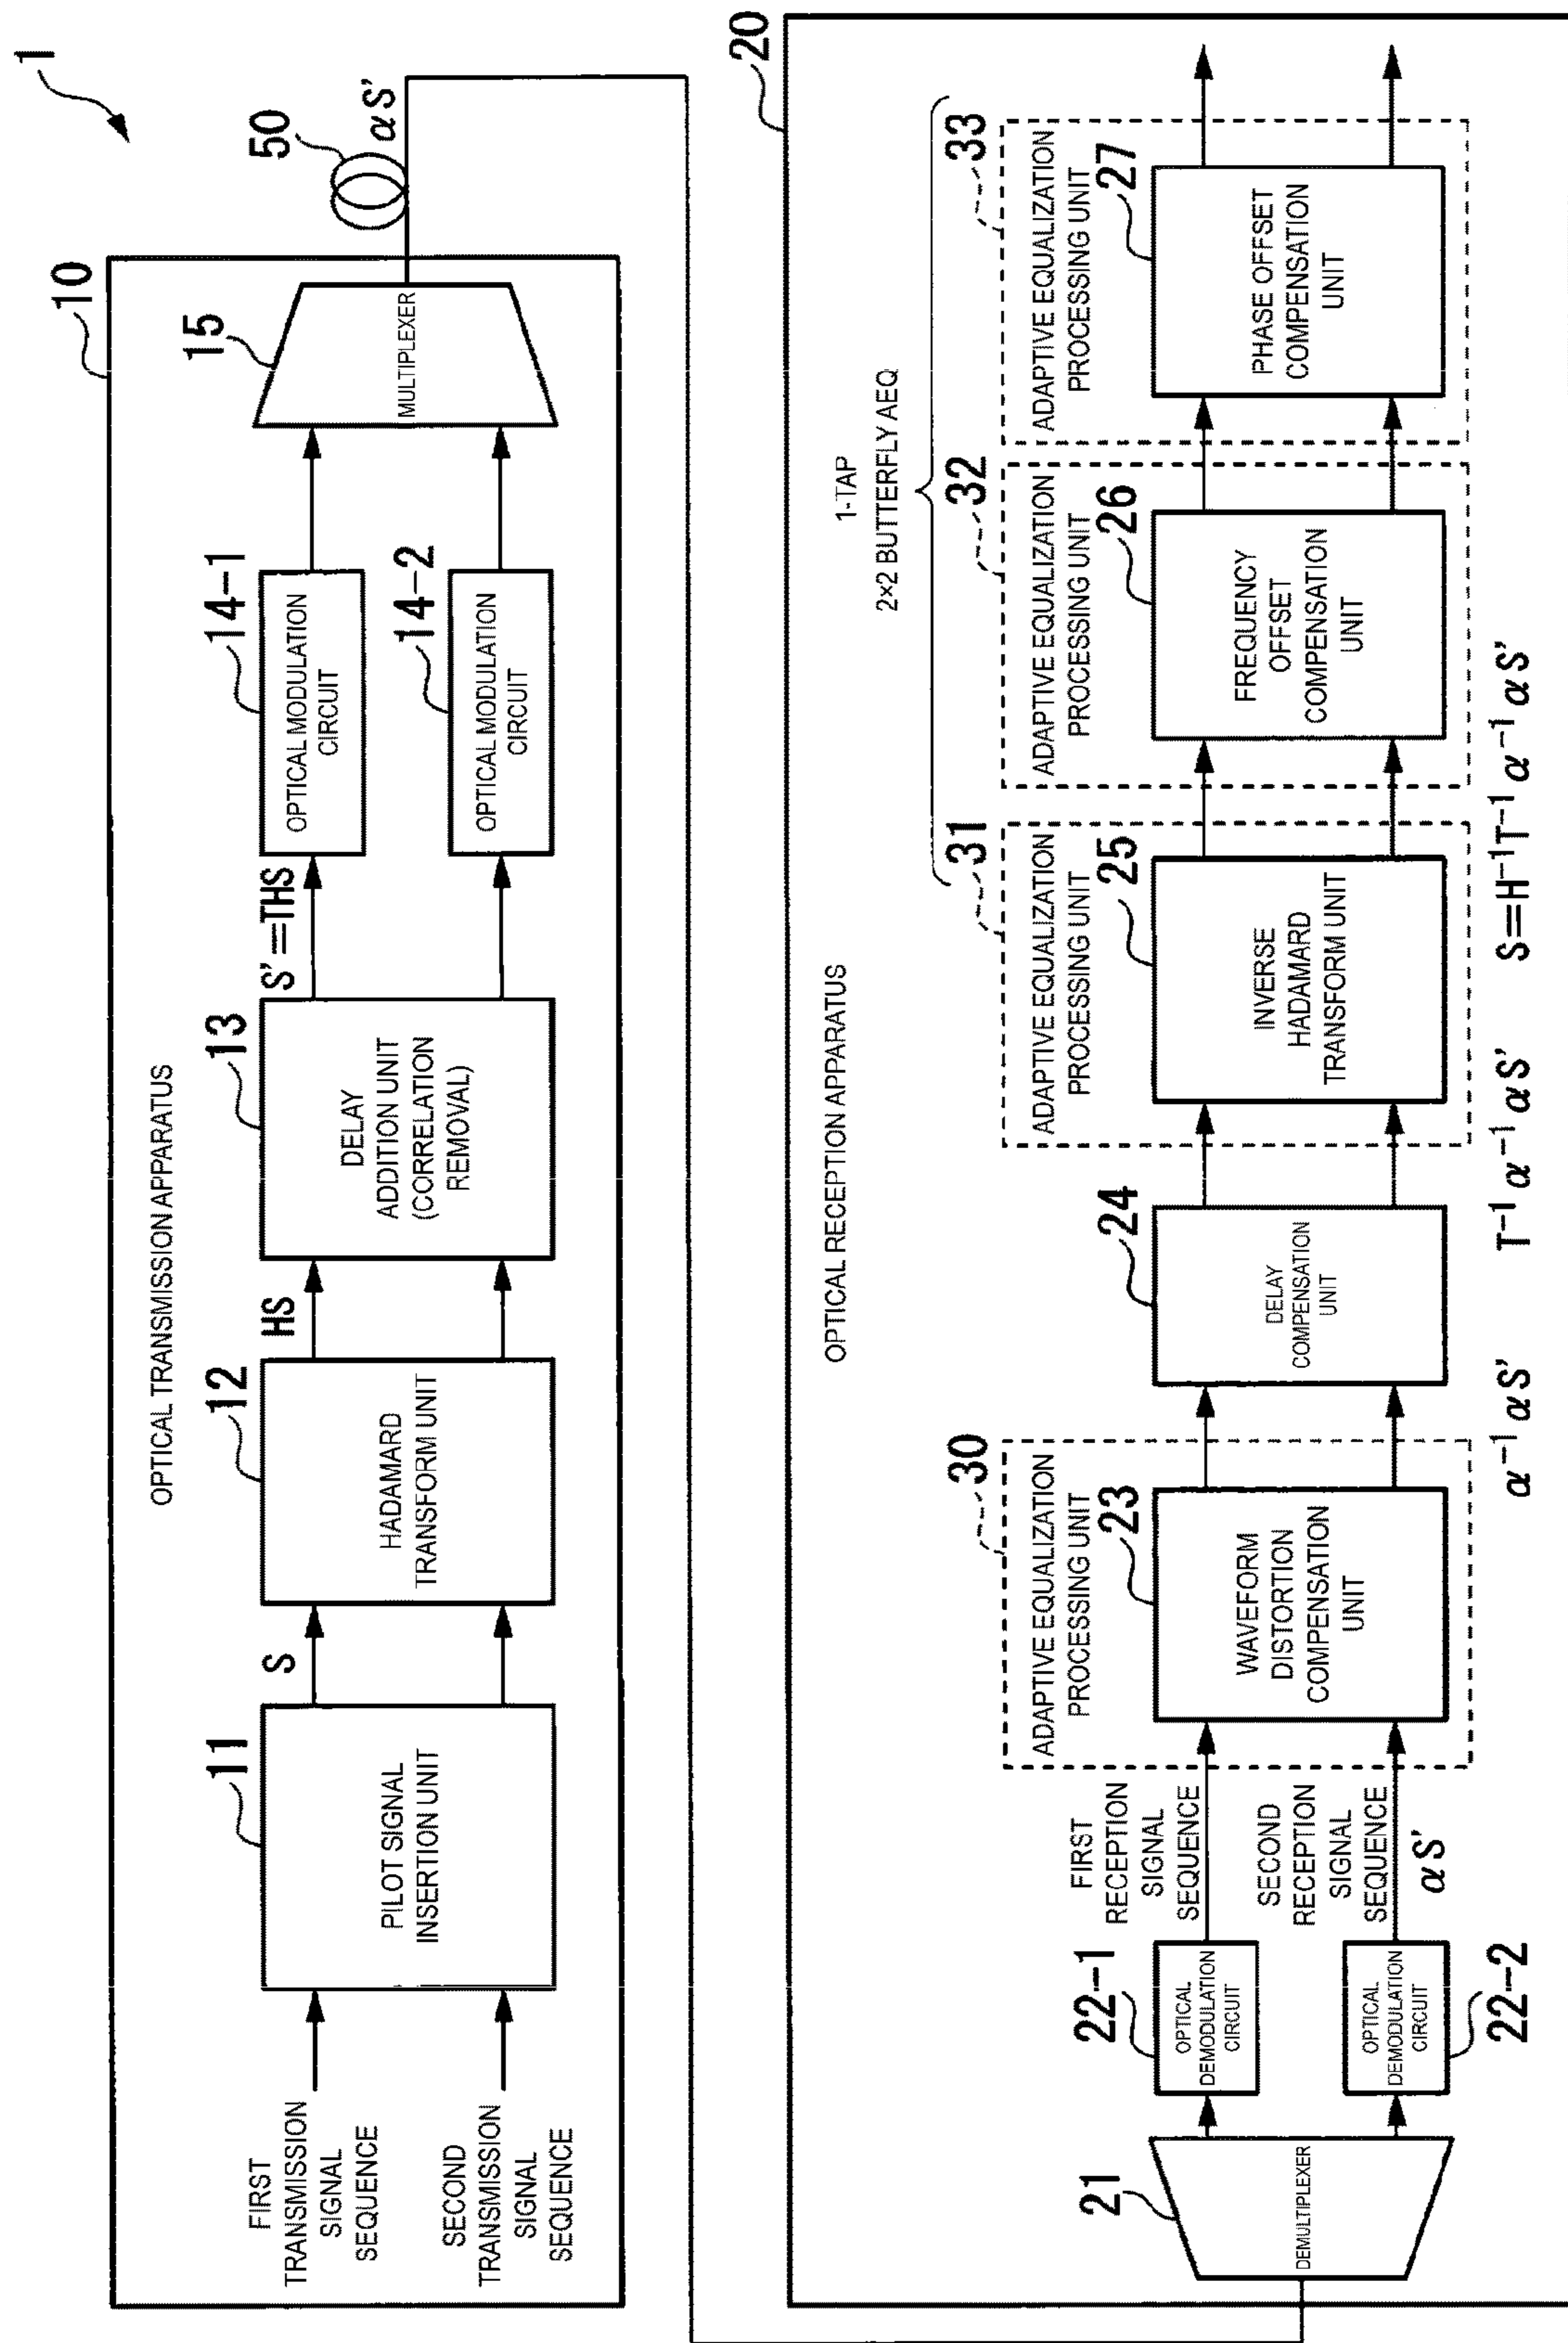 1
OPTICAL TRANSMISSION APPARATUS
10
FIRST
TRANSMISSION
SIGNAL
SEQUENCE
SECOND
TRANSMISSION
SIGNAL
SEQUENCE
11
PILOT SIGNAL
INSERTION UNIT
S
12
HADAMARD
TRANSFORM UNIT
HS
13
DELAY
ADDITION UNIT
(CORRELATION
REMOVAL)
S'=THS
14-1
OPTICAL MODULATION
CIRCUIT
14-2
OPTICAL MODULATION
CIRCUIT
15
MULTIPLEXER
50
αS'
20
OPTICAL RECEPTION APPARATUS
21
DEMULTIPLEXER
22-1
OPTICAL
DEMODULATION
CIRCUIT
22-2
OPTICAL
DEMODULATION
CIRCUIT
FIRST
RECEPTION
SIGNAL
SEQUENCE
SECOND
RECEPTION
SIGNAL
SEQUENCE
αS'
30
ADAPTIVE EQUALIZATION
PROCESSING UNIT
23
WAVEFORM
DISTORTION
COMPENSATION
UNIT
α⁻¹αS'
24
DELAY
COMPENSATION
UNIT
T⁻¹α⁻¹αS'
1-TAP
2×2 BUTTERFLY AEQ
31
ADAPTIVE EQUALIZATION
PROCESSING UNIT
25
INVERSE
HADAMARD
TRANSFORM UNIT
S=H⁻¹T⁻¹α⁻¹αS'
32
ADAPTIVE EQUALIZATION
PROCESSING UNIT
26
FREQUENCY
OFFSET
COMPENSATION
UNIT
33
ADAPTIVE EQUALIZATION
PROCESSING UNIT
27
PHASE OFFSET
COMPENSATION
UNIT